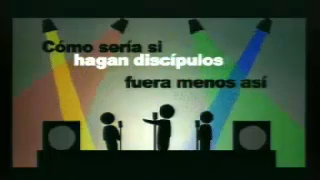 Cómo sería si
hagan discípulos
fuera menos así